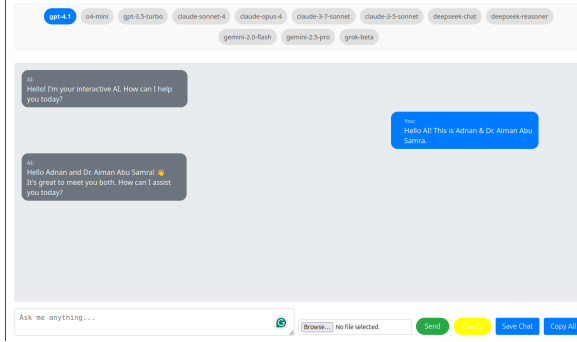 gpt-4.1 o4-mini gpt-3.5-turbo claude-sonnet-4 claude-opus-4 claude-3-7-sonnet claude-3-5-sonnet deepseek-chat deepseek-reasoner
gemini-2.0-flash gemini-2.5-pro grok-beta
AI:
Hello! I'm your interactive AI. How can I help
you today?
You:
Hello AI! This is Adnan & Dr. Aiman Abu
Samra.
AI:
Hello Adnan and Dr. Aiman Abu Samra! 👋
It's great to meet you both. How can I assist
you today?
Ask me anything...
Browse... No file selected. Send Save Chat Copy All